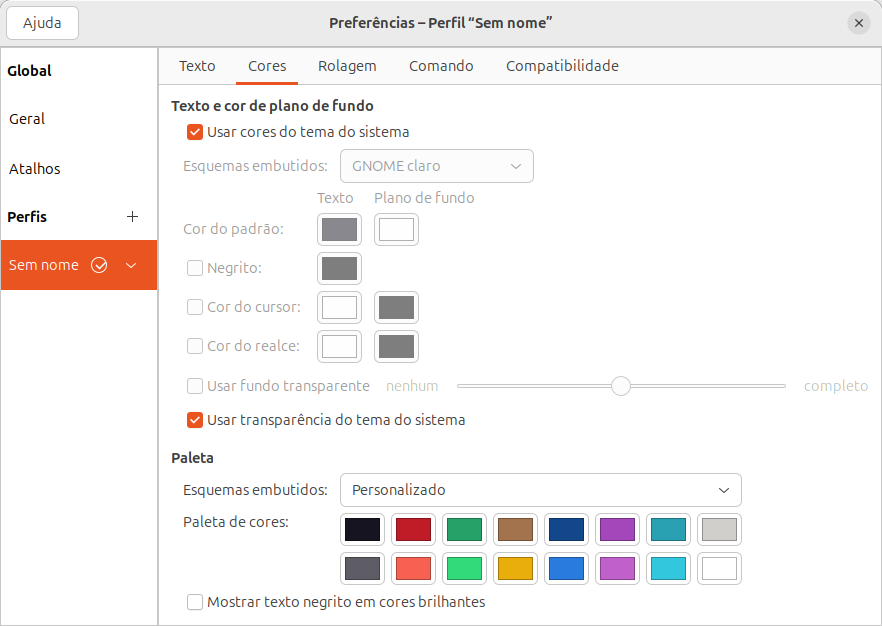 Ajuda
Preferências – Perfil “Sem nome”
Global
Geral
Atalhos
Perfis
Sem nome
Texto Cores Rolagem Comando Compatibilidade
Texto e cor de plano de fundo
Usar cores do tema do sistema
Esquemas embutidos: GNOME claro
Texto Plano de fundo
Cor do padrão:
Negrito:
Cor do cursor:
Cor do realce:
Usar fundo transparente nenhum completo
Usar transparência do tema do sistema
Paleta
Esquemas embutidos: Personalizado
Paleta de cores:
Mostrar texto negrito em cores brilhantes